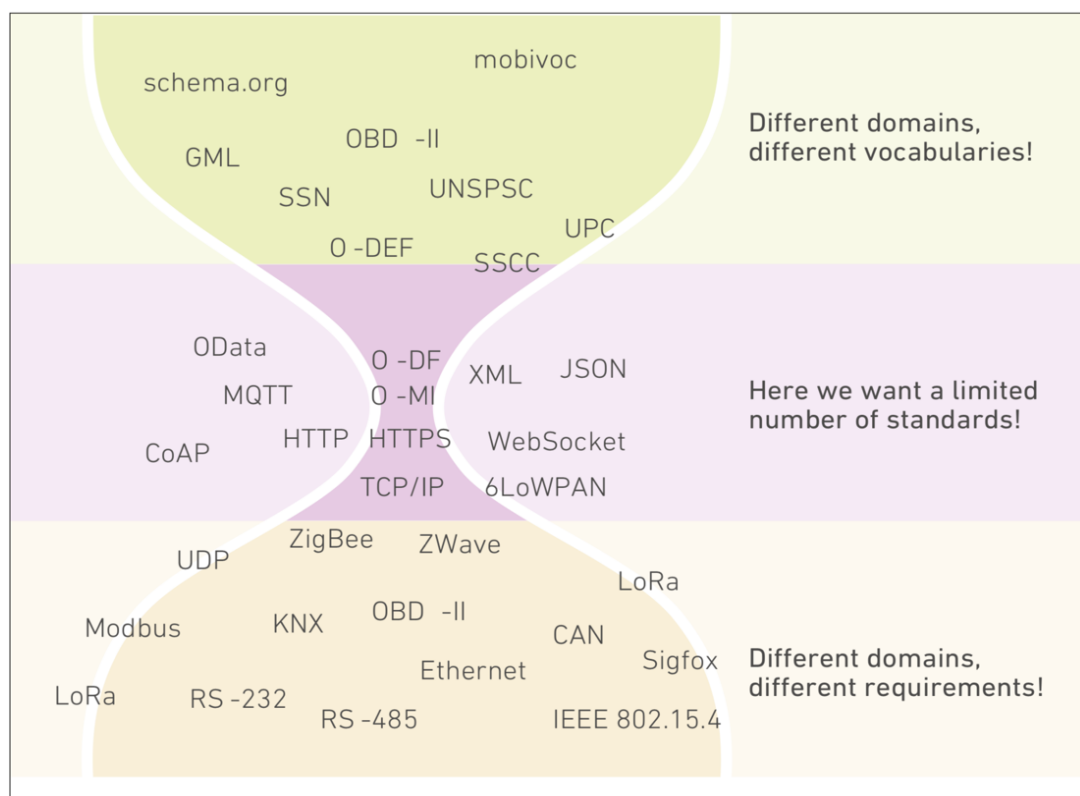 mobivoc
schema.org
OBD -II
GML
SSN
UNSPSC
UPC
O -DEF
SSCC
Different domains,
different vocabularies!
OData
O -DF
XML
JSON
MQTT
O -MI
HTTP
HTTPS
WebSocket
CoAP
TCP/IP
6LoWPAN
Here we want a limited
number of standards!
ZigBee
ZWave
UDP
LoRa
OBD -II
KNX
Modbus
CAN
Sigfox
Ethernet
LoRa
RS -232
RS -485
IEEE 802.15.4
Different domains,
different requirements!